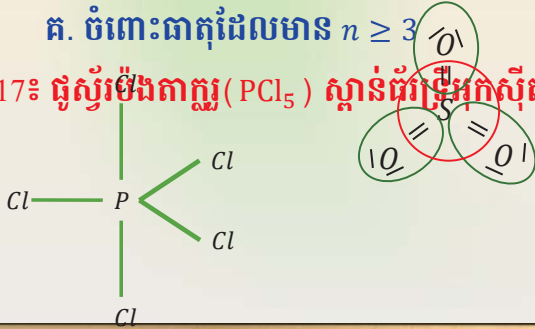 គ. ចំពោះធាតុដែលមាន n ≥ 3
17៖ ផូស្វ័រប៉ង់តាក្លរួ( PCl₅ ) ស្ពាន់ធ័រទ្រីអុកស៊ីត
O
Cl
S
O O
Cl
Cl P
Cl
Cl